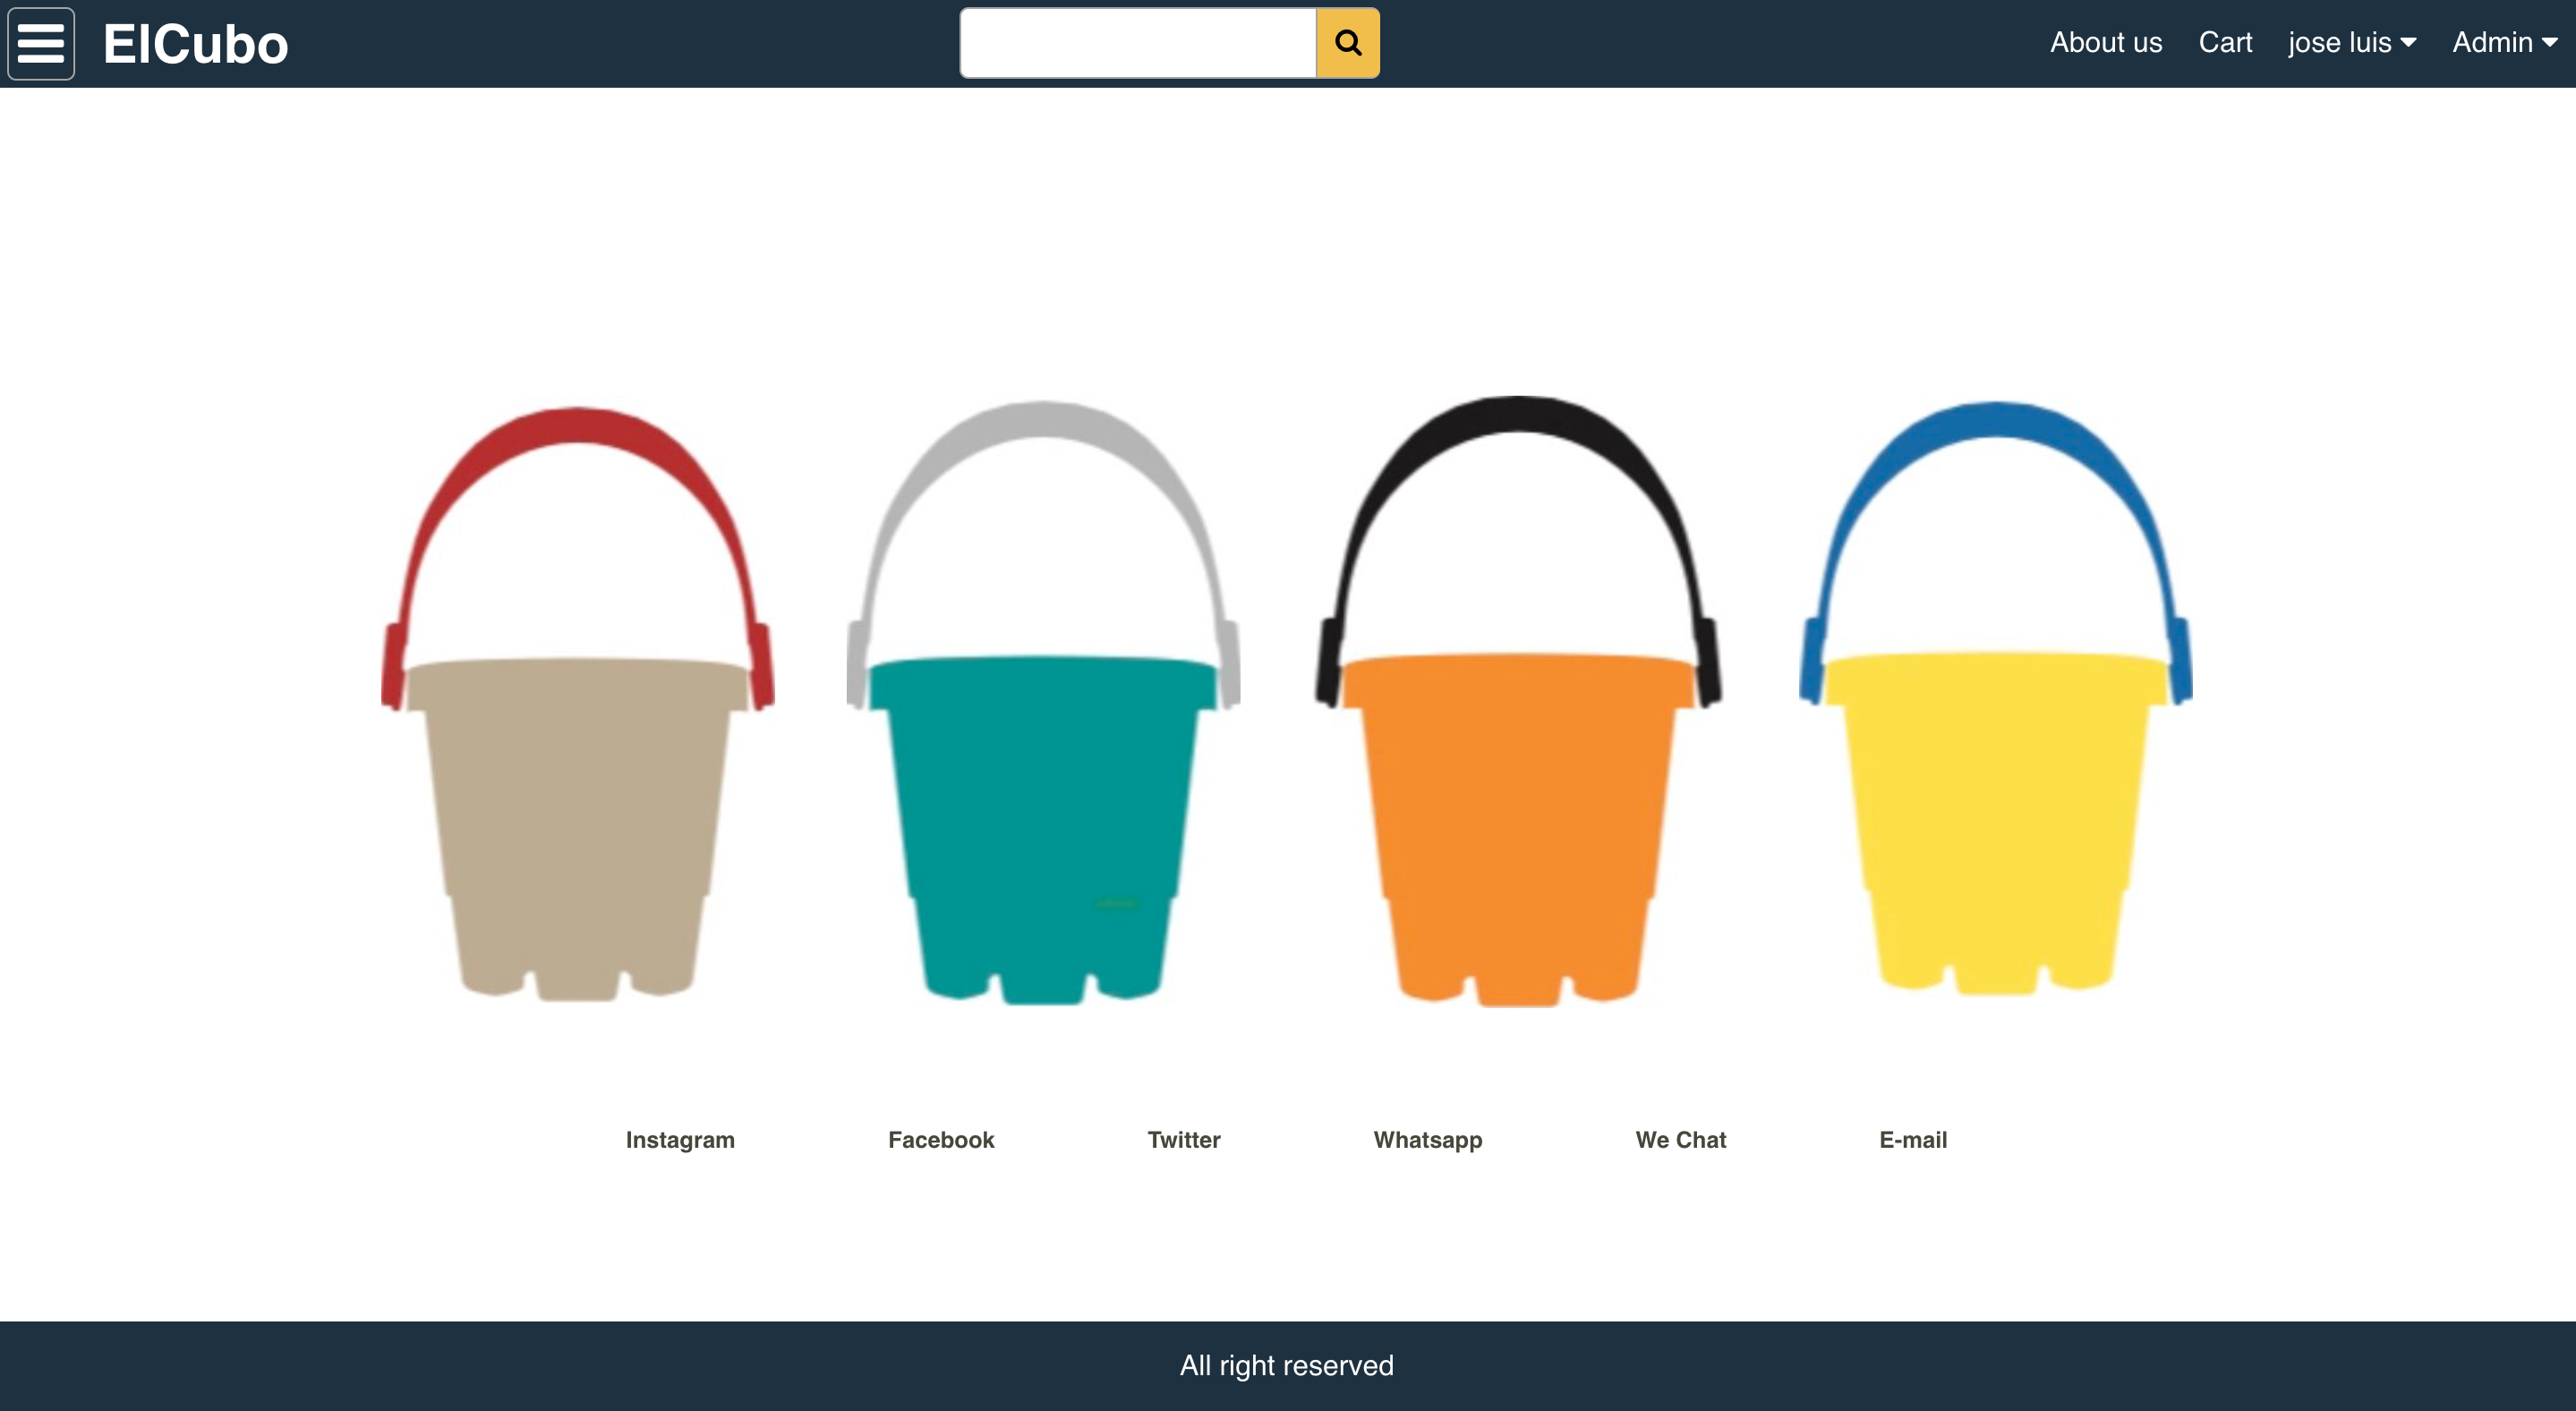 ElCubo
About us Cart jose luis Admin
Instagram Facebook Twitter Whatsapp We Chat E-mail
All right reserved